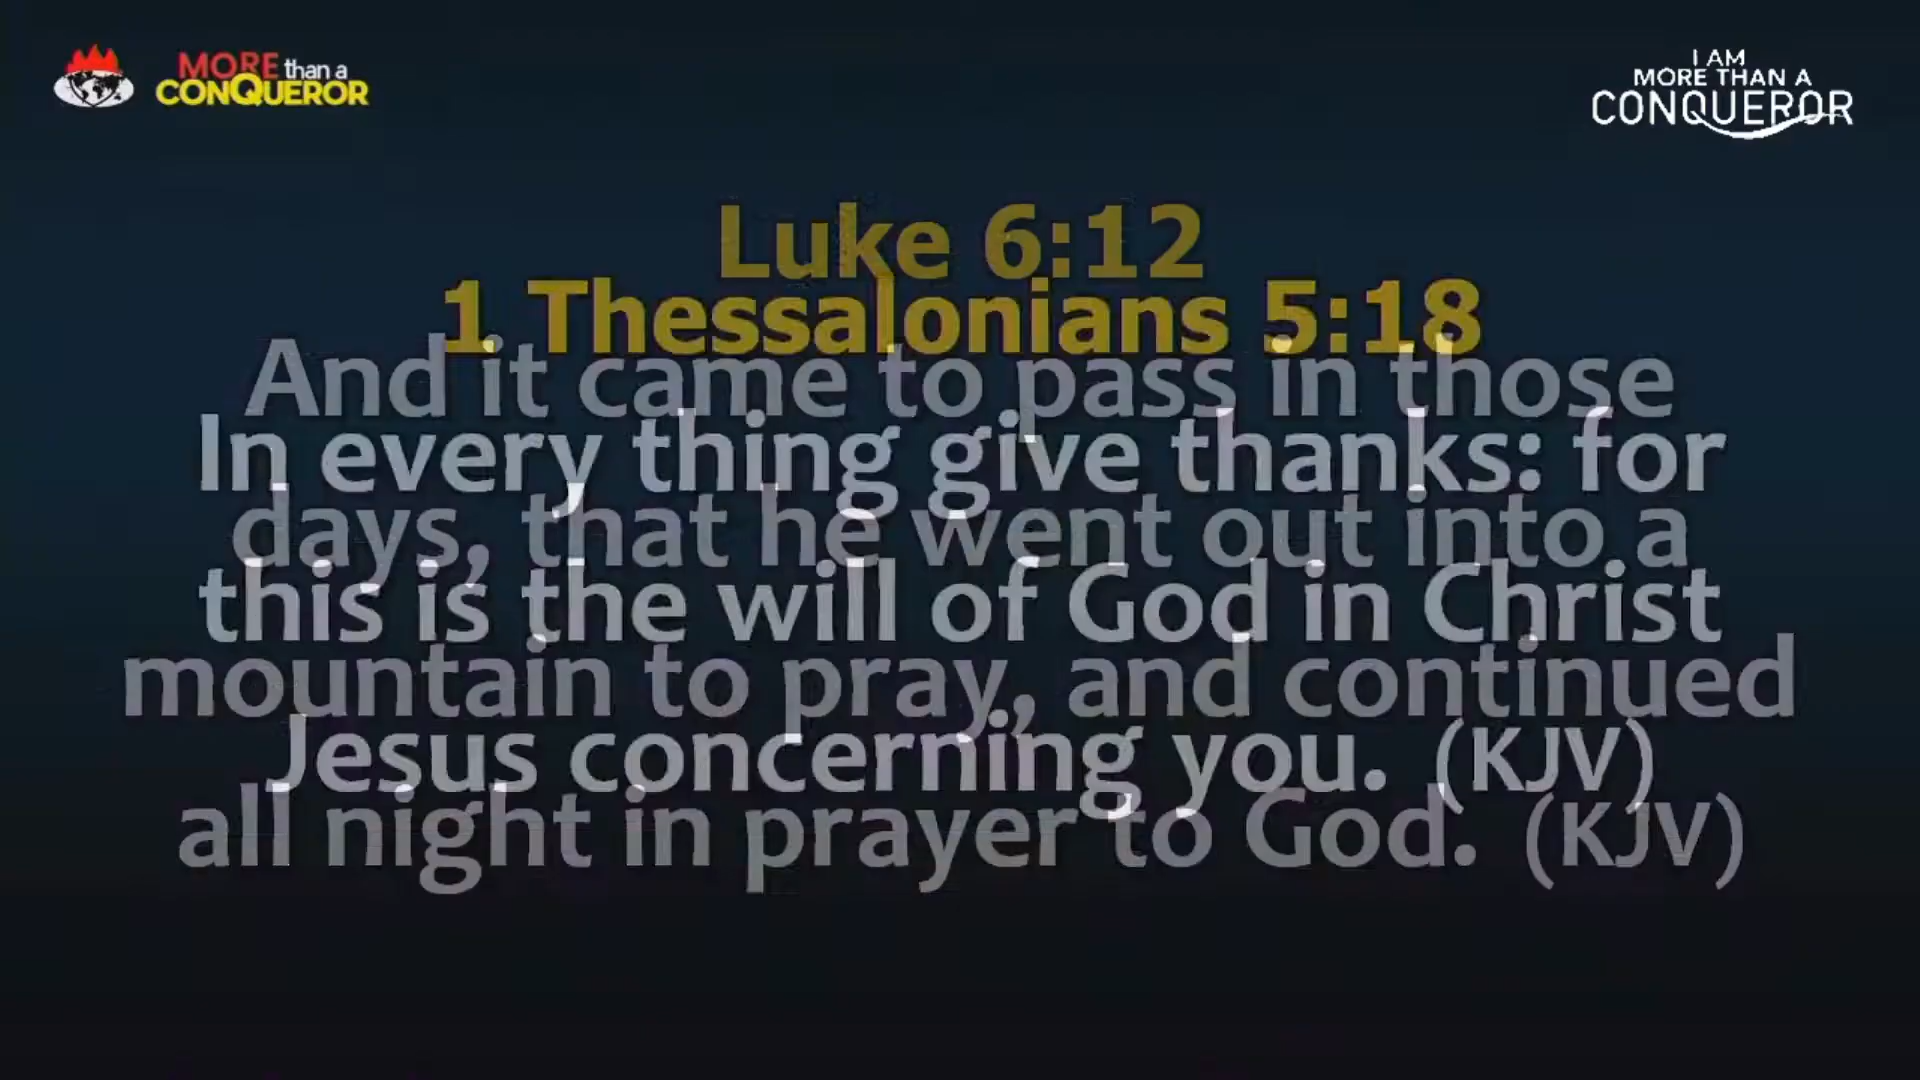 MORE than a
CONQUEROR
I AM
MORE THAN A
CONQUEROR
Luke 6:12
1 Thessalonians 5:18
And it came to pass in those
In every thing give thanks: for
days, that he went out into a
this is the will of God in Christ
mountain to pray, and continued
Jesus concerning you. (KJV)
all night in prayer to God. (KJV)